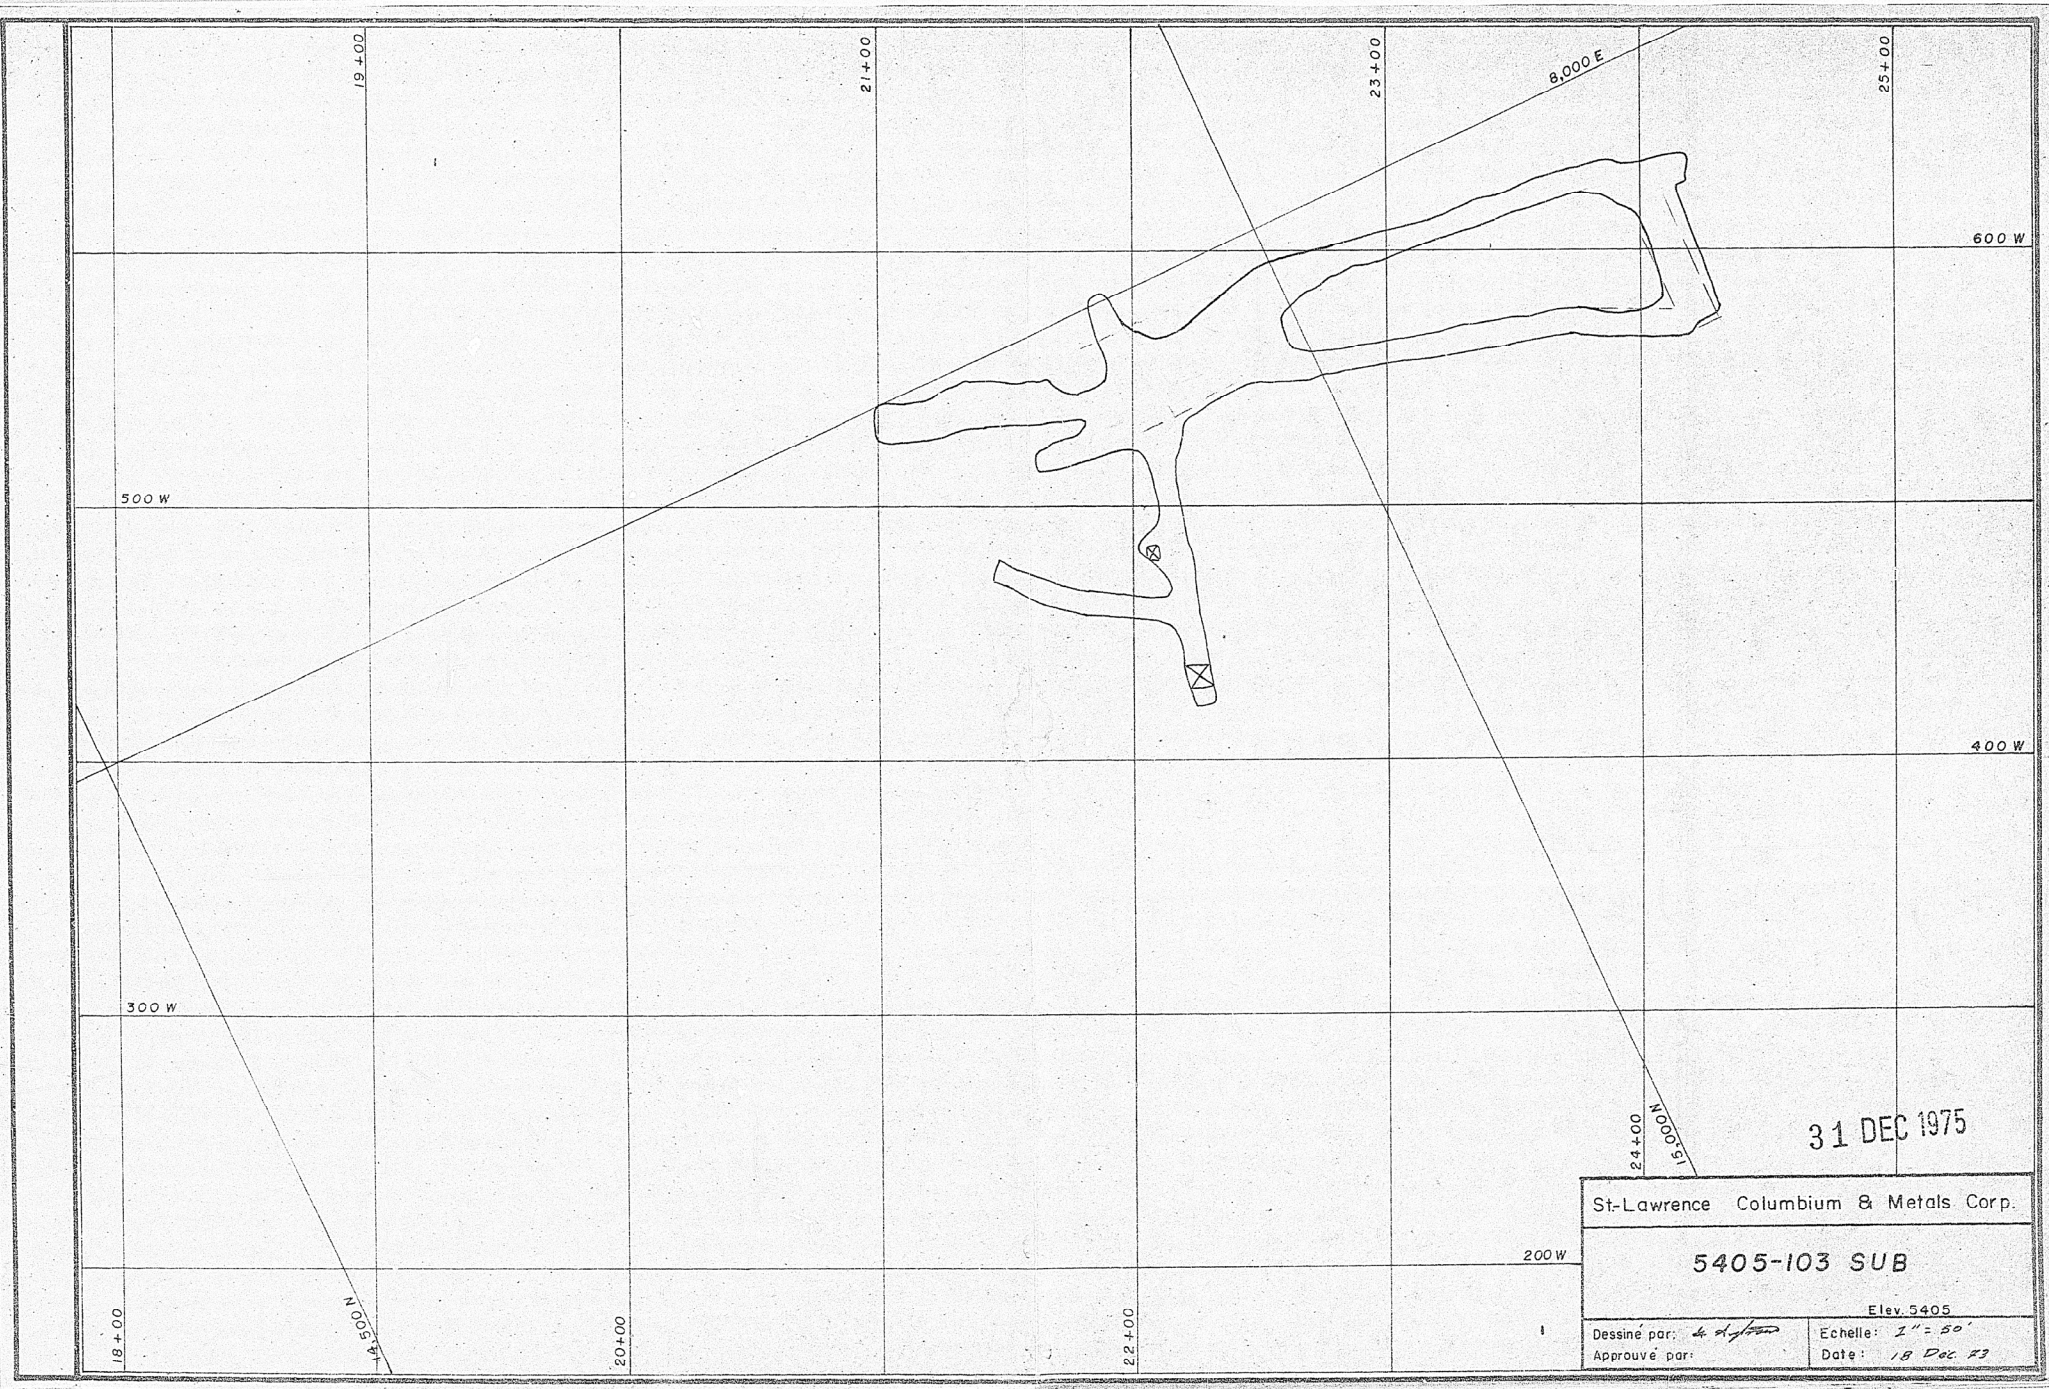 19+00
21+00
23+00
25+00
8,000 E
600 W
500 W
400 W
300 W
200 W
18+00
14,500 N
20+00
22+00
24+00
15,000 N
31 DEC 1975
St-Lawrence Columbium & Metals Corp.
5405-103 SUB
Elev. 5405
Dessiné par:
Echelle: 1" = 50'
Approuvé par:
Date: 18 Dec 73